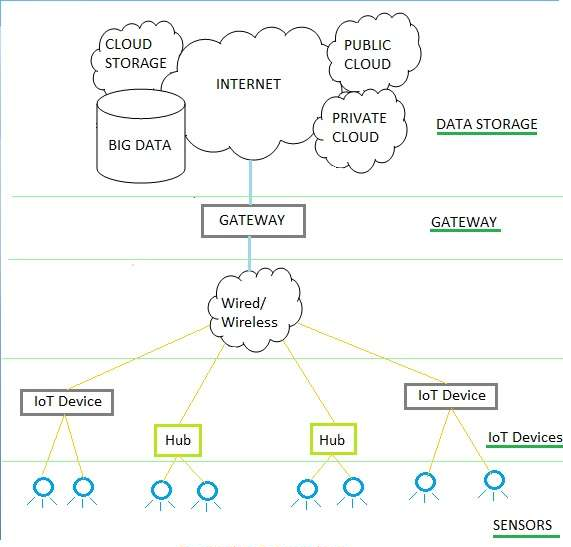 CLOUD
STORAGE
INTERNET
PUBLIC
CLOUD
BIG DATA
PRIVATE
CLOUD
DATA STORAGE
GATEWAY
GATEWAY
Wired/
Wireless
IoT Device
IoT Device
Hub
Hub
IoT Devices
SENSORS